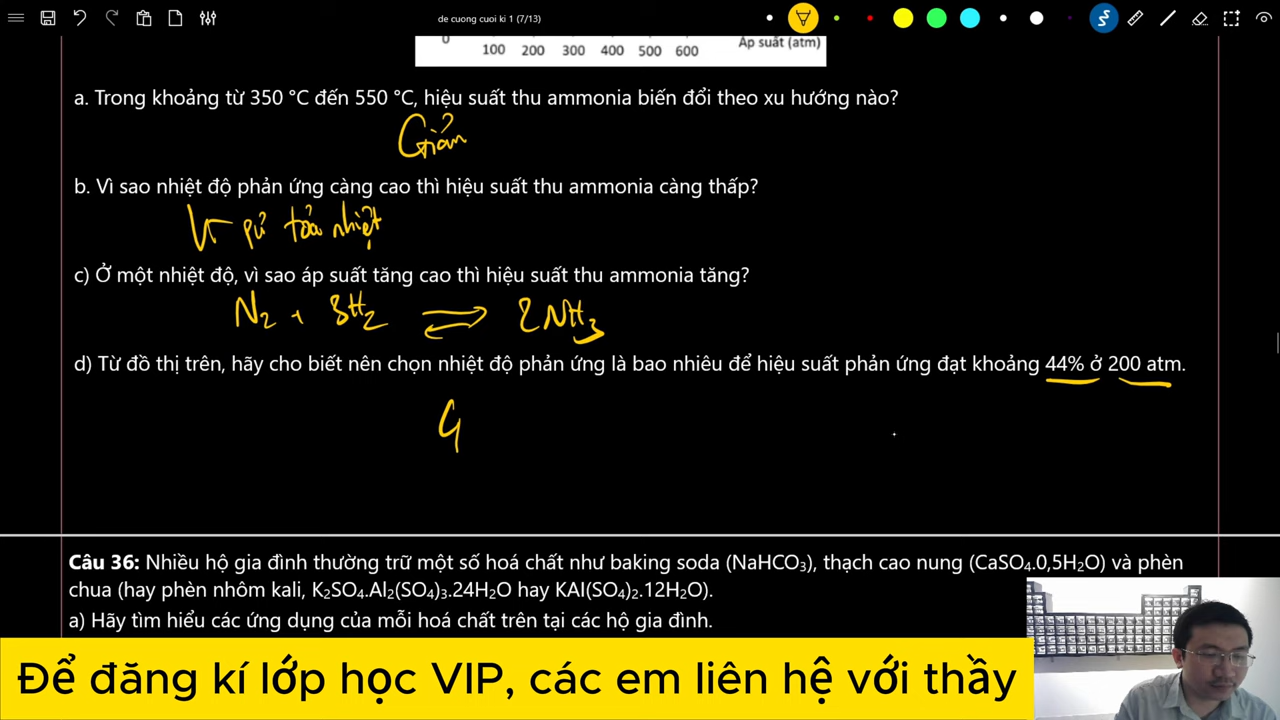 de cuong cuoi ki 1 (7/13)
0 100 200 300 400 500 600 Áp suất (atm)
a. Trong khoảng từ 350 °C đến 550 °C, hiệu suất thu ammonia biến đổi theo xu hướng nào?
Giảm
b. Vì sao nhiệt độ phản ứng càng cao thì hiệu suất thu ammonia càng thấp?
Vì pứ tỏa nhiệt
c) Ở một nhiệt độ, vì sao áp suất tăng cao thì hiệu suất thu ammonia tăng?
N₂ + 3H₂ ⇌ 2NH₃
d) Từ đồ thị trên, hãy cho biết nên chọn nhiệt độ phản ứng là bao nhiêu để hiệu suất phản ứng đạt khoảng 44% ở 200 atm.
4
Câu 36: Nhiều hộ gia đình thường trữ một số hoá chất như baking soda (NaHCO₃), thạch cao nung (CaSO₄.0,5H₂O) và phèn
chua (hay phèn nhôm kali, K₂SO₄.Al₂(SO₄)₃.24H₂O hay KAl(SO₄)₂.12H₂O).
a) Hãy tìm hiểu các ứng dụng của mỗi hoá chất trên tại các hộ gia đình.
Để đăng kí lớp học VIP, các em liên hệ với thầy